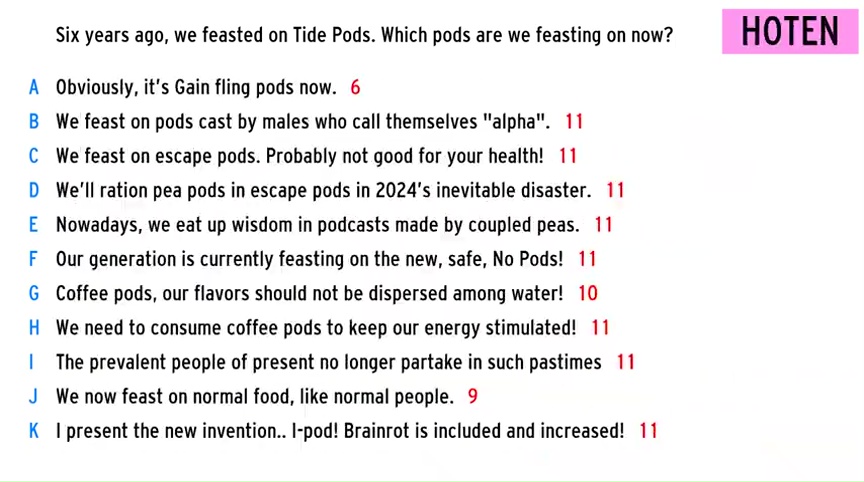 Six years ago, we feasted on Tide Pods. Which pods are we feasting on now?
HOTEN
A Obviously, it's Gain fling pods now. 6
B We feast on pods cast by males who call themselves "alpha". 11
C We feast on escape pods. Probably not good for your health! 11
D We'll ration pea pods in escape pods in 2024's inevitable disaster. 11
E Nowadays, we eat up wisdom in podcasts made by coupled peas. 11
F Our generation is currently feasting on the new, safe, No Pods! 11
G Coffee pods, our flavors should not be dispersed among water! 10
H We need to consume coffee pods to keep our energy stimulated! 11
I The prevalent people of present no longer partake in such pastimes 11
J We now feast on normal food, like normal people. 9
K I present the new invention.. I-pod! Brainrot is included and increased! 11